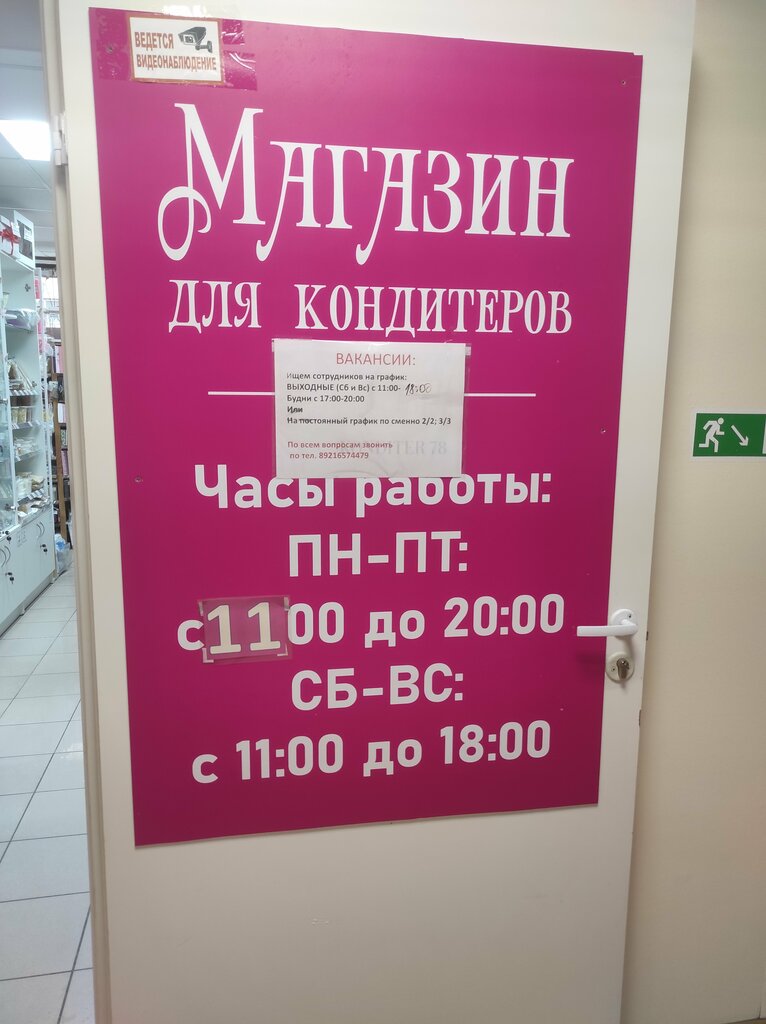 ВЕДЕТСЯ
ВИДЕОНАБЛЮДЕНИЕ
МАГАЗИН
ДЛЯ КОНДИТЕРОВ
ВАКАНСИИ:
Ищем сотрудников на график:
ВЫХОДНЫЕ (Сб и Вс) с 11:00- 18:00
Будни с 17:00-20:00
Или
На постоянный график по сменно 2/2; 3/3
По всем вопросам звонить
по тел. 89216574479
Часы работы:
ПН-ПТ:
с 11 00 до 20:00
СБ-ВС:
с 11:00 до 18:00